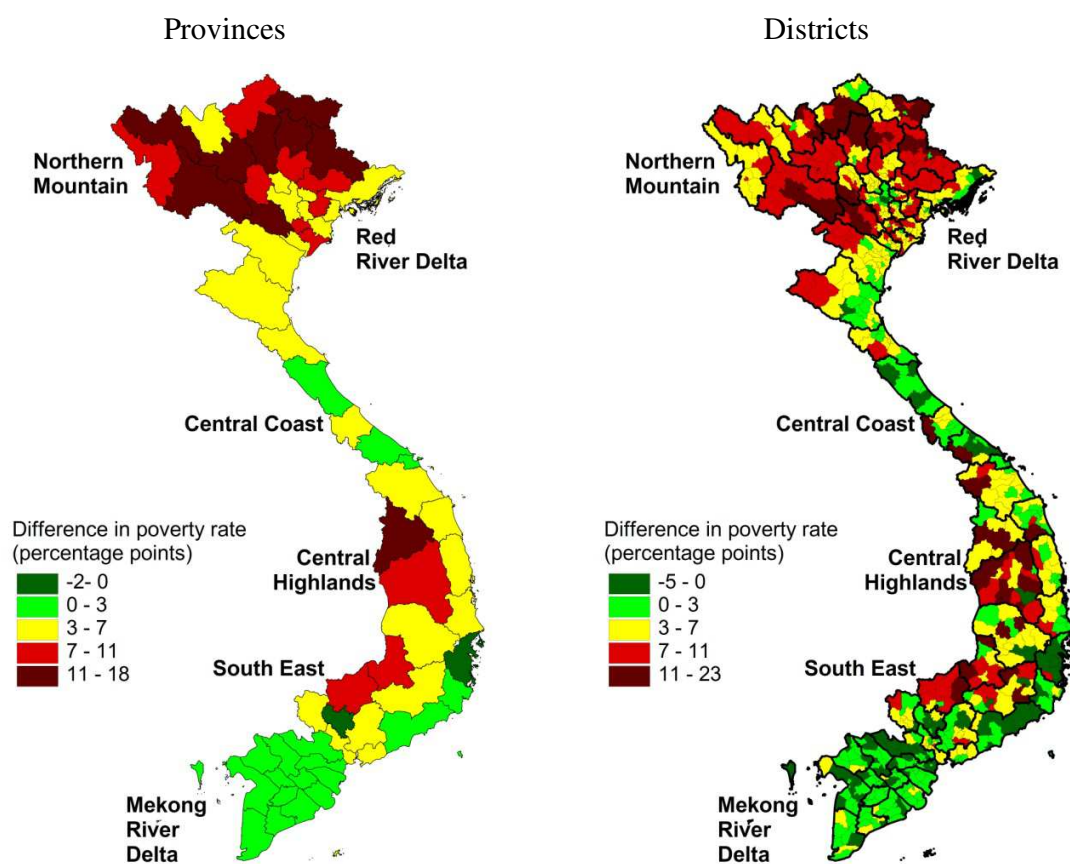 Provinces
Northern
Mountain
Red
River Delta
Central Coast
Difference in poverty rate
(percentage points)
-2- 0
0 - 3
3 - 7
7 - 11
11 - 18
Central
Highlands
South East
Mekong
River
Delta
Districts
Northern
Mountain
Red
River Delta
Central Coast
Difference in poverty rate
(percentage points)
-5 - 0
0 - 3
3 - 7
7 - 11
11 - 23
Central
Highlands
South East
Mekong
River
Delta